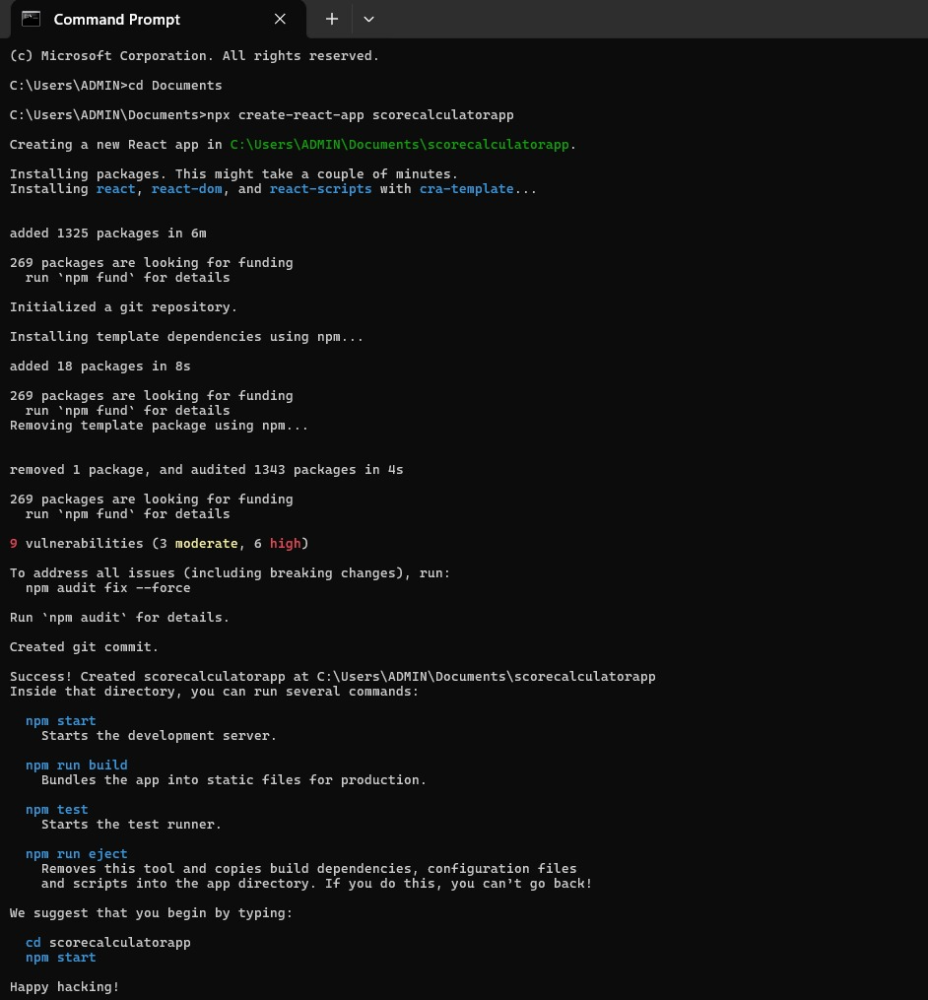 Command Prompt
(c) Microsoft Corporation. All rights reserved.
C:\Users\ADMIN>cd Documents
C:\Users\ADMIN\Documents>npx create-react-app scorecalculatorapp
Creating a new React app in C:\Users\ADMIN\Documents\scorecalculatorapp.
Installing packages. This might take a couple of minutes.
Installing react, react-dom, and react-scripts with cra-template...
added 1325 packages in 6m
269 packages are looking for funding
  run `npm fund` for details
Initialized a git repository.
Installing template dependencies using npm...
added 18 packages in 8s
269 packages are looking for funding
  run `npm fund` for details
Removing template package using npm...
removed 1 package, and audited 1343 packages in 4s
269 packages are looking for funding
  run `npm fund` for details
9 vulnerabilities (3 moderate, 6 high)
To address all issues (including breaking changes), run:
  npm audit fix --force
Run `npm audit` for details.
Created git commit.
Success! Created scorecalculatorapp at C:\Users\ADMIN\Documents\scorecalculatorapp
Inside that directory, you can run several commands:
  npm start
    Starts the development server.
  npm run build
    Bundles the app into static files for production.
  npm test
    Starts the test runner.
  npm run eject
    Removes this tool and copies build dependencies, configuration files
    and scripts into the app directory. If you do this, you can't go back!
We suggest that you begin by typing:
  cd scorecalculatorapp
  npm start
Happy hacking!